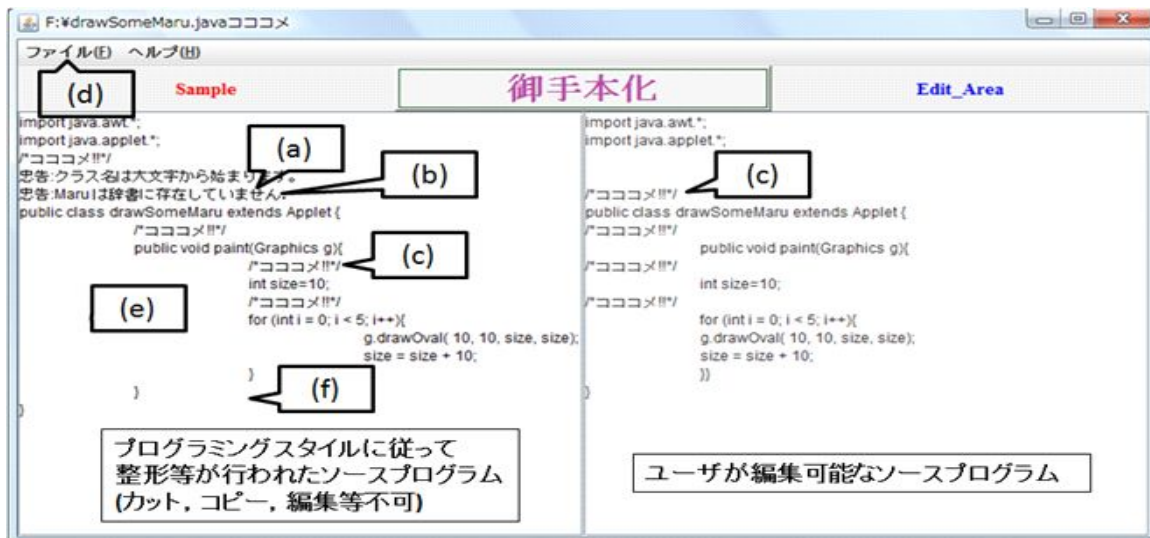 F:¥drawSomeMaru.javaコココメ
ファイル(F) ヘルプ(H)
(d)
Sample
御手本化
Edit_Area
import java.awt.*;
import java.applet.*;
/*コココメ!!*/
(a)
忠告:クラス名は大文字から始まります。
(b)
忠告:Maruは辞書に存在していません.
public class drawSomeMaru extends Applet {
/*コココメ!!*/
public void paint(Graphics g){
/*コココメ!!*/
(c)
int size=10;
(e)
/*コココメ!!*/
for (int i = 0; i < 5; i++){
g.drawOval( 10, 10, size, size);
size = size + 10;
}
(f)
}
}
プログラミングスタイルに従って
整形等が行われたソースプログラム
(カット, コピー, 編集等不可)
import java.awt.*;
import java.applet.*;
(c)
/*コココメ!!*/
public class drawSomeMaru extends Applet {
/*コココメ!!*/
public void paint(Graphics g){
/*コココメ!!*/
int size=10;
/*コココメ!!*/
for (int i = 0; i < 5; i++){
g.drawOval( 10, 10, size, size);
size = size + 10;
}}
}
ユーザが編集可能なソースプログラム